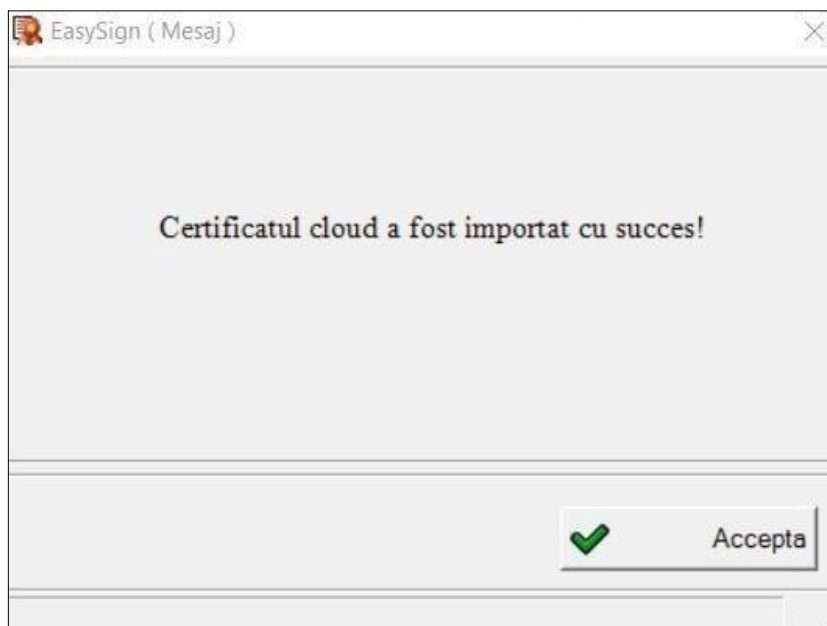 EasySign ( Mesaj )
Certificatul cloud a fost importat cu succes!
Accepta